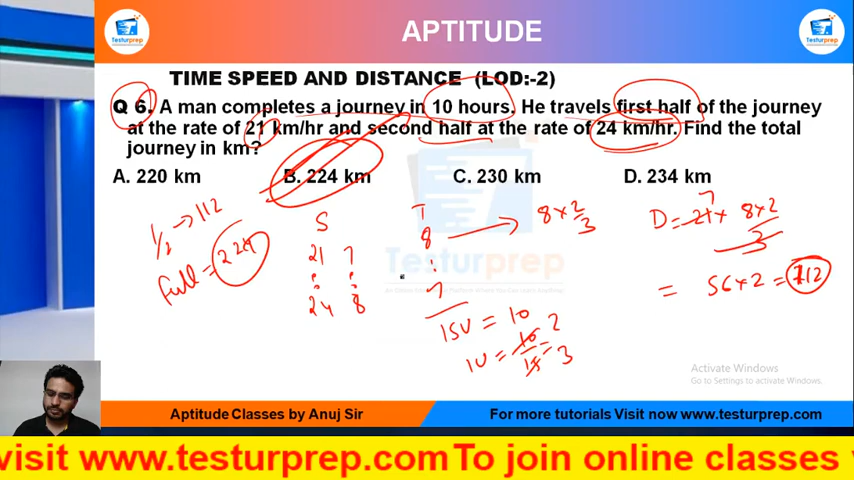 APTITUDE
Testurprep
Testurprep
TIME SPEED AND DISTANCE (LOD:-2)
Q 6. A man completes a journey in 10 hours. He travels first half of the journey
at the rate of 21 km/hr and second half at the rate of 24 km/hr. Find the total
journey in km?
A. 220 km B. 224 km C. 230 km D. 234 km
1/2 → 112
Full = 224
S
21 7
: :
24 8
T
8 → 8 × 2/3
:
7
15U = 10
1U = 10/15 = 2/3
D = 21 7 × 8×2/3
= 56 × 2 = 112
Testurprep
Activate Windows
Go to Settings to activate Windows.
Aptitude Classes by Anuj Sir For more tutorials Visit now www.testurprep.com
visit www.testurprep.com To join online classes